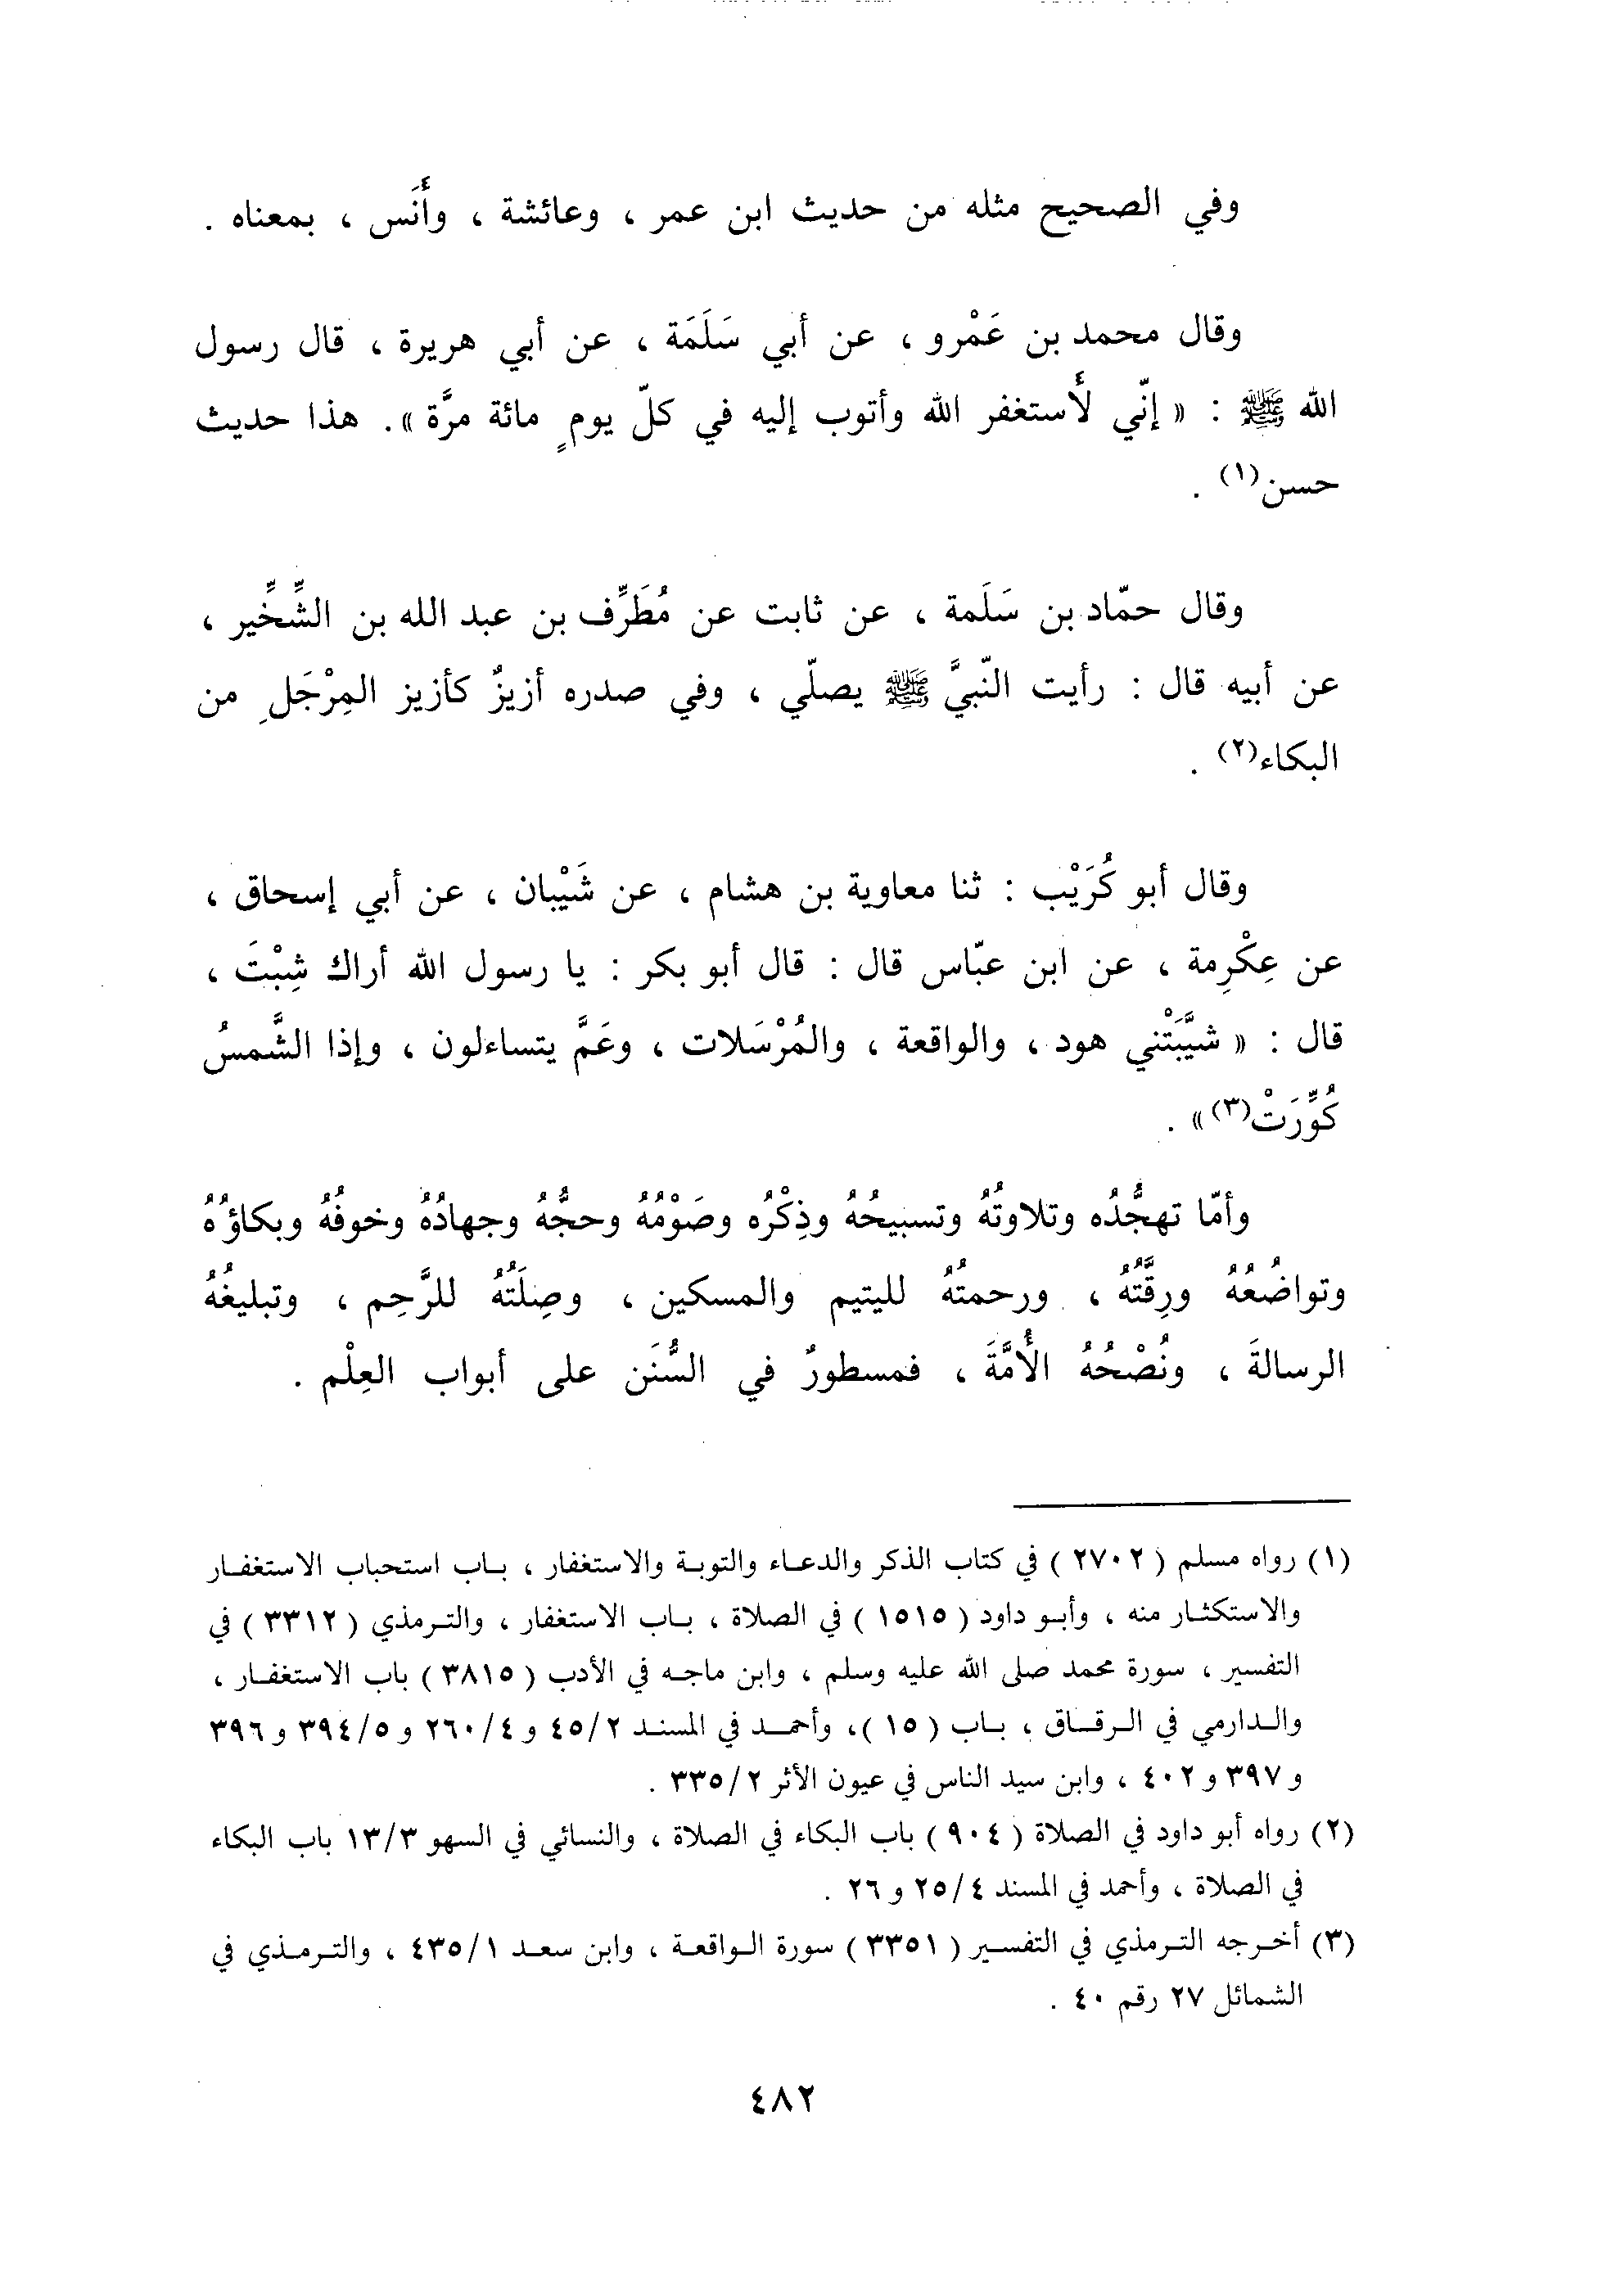 وفي الصحيح مثله من حديث ابن عمر ، وعائشة ، وأَنَس ، بمعناه .
وقال محمد بن عَمْرو ، عن أبي سَلَمَة ، عن أبي هريرة ، قال رسول
الله ﷺ : « إنّي لأَستغفر الله وأتوب إليه في كلّ يومٍ مائة مرَّة ». هذا حديث
حسن(١) .
وقال حمّاد بن سَلَمة ، عن ثابت عن مُطَرِّف بن عبد الله بن الشِّخِّير ،
عن أبيه قال : رأيت النّبيَّ ﷺ يصلّي ، وفي صدره أزيزٌ كأزيز المِرْجَلِ من
البكاء(٢) .
وقال أبو كُرَيْب : ثنا معاوية بن هشام ، عن شَيْبان ، عن أبي إسحاق ،
عن عِكْرِمة ، عن ابن عبّاس قال : قال أبو بكر : يا رسول الله أراك شِبْتَ ،
قال : « شيَّبَتْني هود ، والواقعة ، والمُرْسَلات ، وعَمَّ يتساءلون ، وإذا الشَّمسُ
كُوِّرَتْ(٣) » .
وأمّا تهجُّدُه وتلاوتُهُ وتسبيحُهُ وذِكْرُه وصَوْمُهُ وحجُّهُ وجهادُهُ وخوفُهُ وبكاؤُهُ
وتواضُعُهُ ورِقَّتُهُ ، ورحمتُهُ لليتيم والمسكين ، وصِلَتُهُ للرَّحِم ، وتبليغُهُ
الرسالةَ ، ونُصْحُهُ الأُمَّةَ ، فمسطورٌ في السُّنَن على أبواب العِلْم .
(١) رواه مسلم ( ٢٧٠٢ ) في كتاب الذكر والدعاء والتوبة والاستغفار ، باب استحباب الاستغفار
والاستكثار منه ، وأبو داود ( ١٥١٥ ) في الصلاة ، باب الاستغفار ، والترمذي ( ٣٣١٢ ) في
التفسير ، سورة محمد صلى الله عليه وسلم ، وابن ماجه في الأدب ( ٣٨١٥ ) باب الاستغفار ،
والدارمي في الرقاق ، باب ( ١٥ )، وأحمد في المسند ٤٥/٢ و ٢٦٠/٤ و ٣٩٤/٥ و ٣٩٦
و ٣٩٧ و ٤٠٢ ، وابن سيد الناس في عيون الأثر ٣٣٥/٢ .
(٢) رواه أبو داود في الصلاة ( ٩٠٤ ) باب البكاء في الصلاة ، والنسائي في السهو ١٣/٣ باب البكاء
في الصلاة ، وأحمد في المسند ٢٥/٤ و ٢٦ .
(٣) أخرجه الترمذي في التفسير ( ٣٣٥١ ) سورة الواقعة ، وابن سعد ٤٣٥/١ ، والترمذي في
الشمائل ٢٧ رقم ٤٠ .
٤٨٢